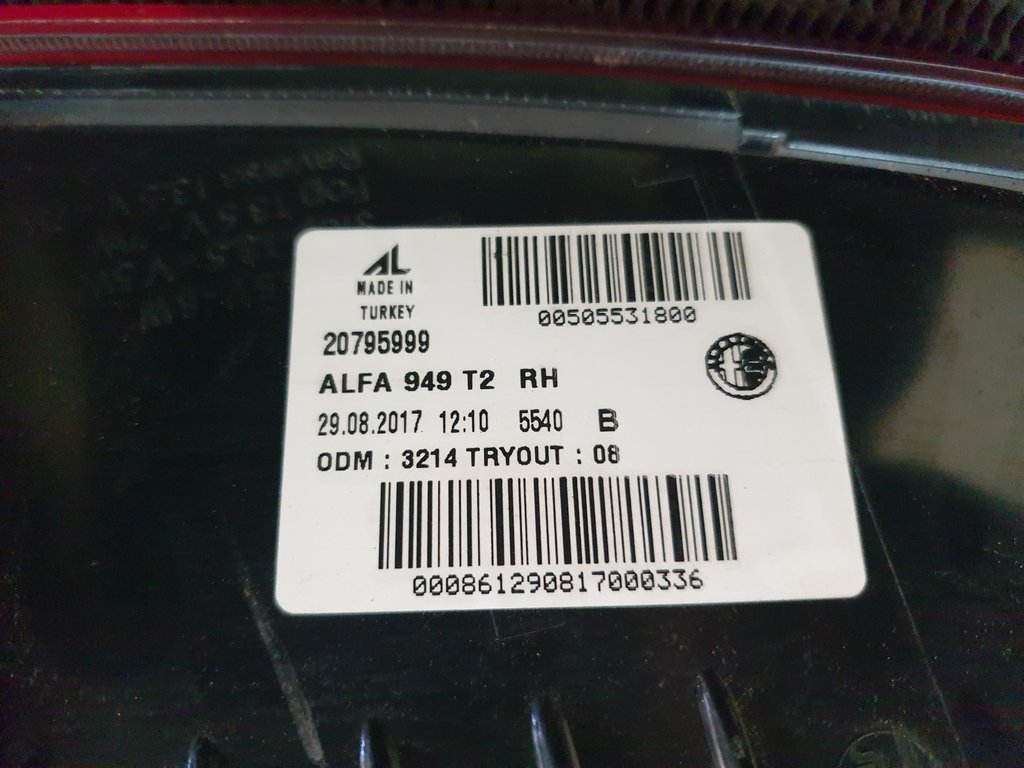 AL
MADE IN
TURKEY
00505531800
20795999
ALFA 949 T2 RH
29.08.2017 12:10 5540 B
ODM : 3214 TRYOUT : 08
000861290817000336